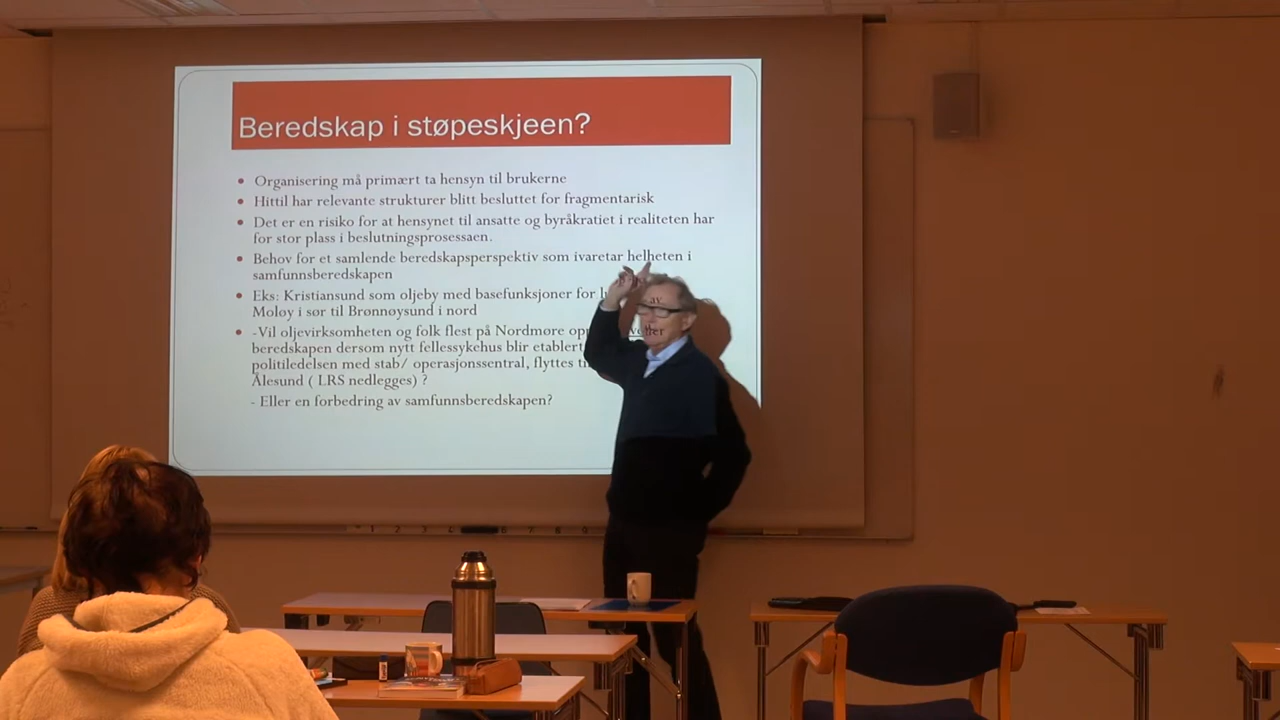 Beredskap i støpeskjeen?
Organisering må primært ta hensyn til brukerne
Hittil har relevante strukturer blitt besluttet for fragmentarisk
Det er en risiko for at hensynet til ansatte og byråkratiet i realiteten har
for stor plass i beslutningsprosessaen.
Behov for et samlende beredskapsperspektiv som ivaretar helheten i
samfunnsberedskapen
Eks: Kristiansund som oljeby med basefunksjoner for av
Moløy i sør til Brønnøysund i nord
-Vil oljevirksomheten og folk flest på Nordmøre
beredskapen dersom nytt fellessykehus blir etablert
politiledelsen med stab/ operasjonssentral, flyttes
Ålesund ( LRS nedlegges) ?
- Eller en forbedring av samfunnsberedskapen?